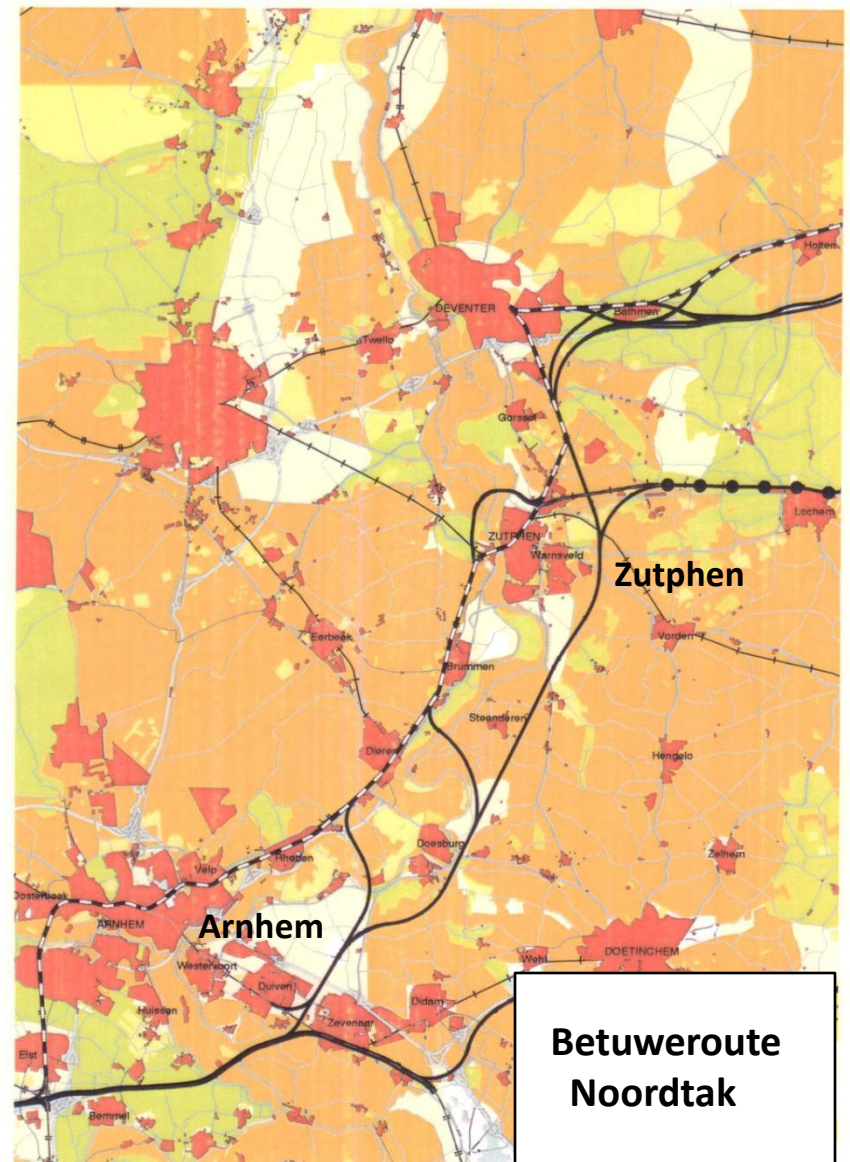 Holten
DEVENTER
Bathmen
Twello
Gorssel
Lochem
ZUTPHEN
Warnsveld
Zutphen
Vorden
Eerbeek
Brummen
Steenderen
Dieren
Hengelo
Doesburg
Zelhem
Velp
Rheden
Oosterbeek
ARNHEM
Arnhem
DOETINCHEM
Wehl
Westervoort
Duiven
Didam
Huissen
Zevenaar
Elst
Bemmel
Betuweroute
Noordtak